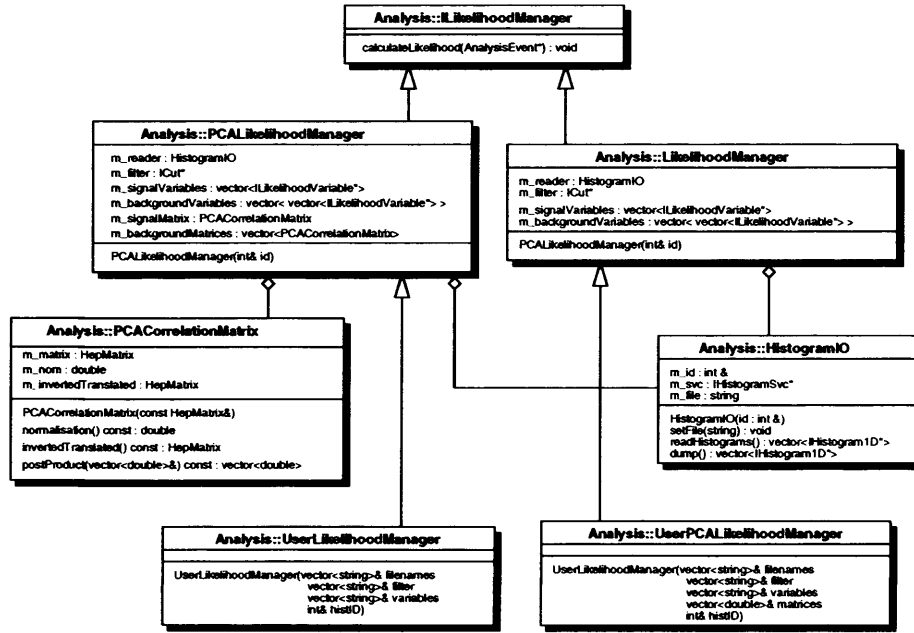 Analysis::ILikelihoodManager
calculateLikelihood(AnalysisEvent*) : void
Analysis::PCALikelihoodManager
m_reader : HistogramIO
m_filter : ICut*
m_signalVariables : vector<ILikelihoodVariable*>
m_backgroundVariables : vector< vector<ILikelihoodVariable*> >
m_signalMatrix : PCACorrelationMatrix
m_backgroundMatrices : vector<PCACorrelationMatrix>
PCALikelihoodManager(int& id)
Analysis::LikelihoodManager
m_reader : HistogramIO
m_filter : ICut*
m_signalVariables : vector<ILikelihoodVariable*>
m_backgroundVariables : vector< vector<ILikelihoodVariable*> >
PCALikelihoodManager(int& id)
Analysis::PCACorrelationMatrix
m_matrix : HepMatrix
m_nom : double
m_invertedTranslated : HepMatrix
PCACorrelationMatrix(const HepMatrix&)
normalisation() const : double
invertedTranslated() const : HepMatrix
postProduct(vector<double>&) const : vector<double>
Analysis::HistogramIO
m_id : int &
m_svc : IHistogramSvc*
m_file : string
HistogramIO(id : int &)
setFile(string) : void
readHistograms() : vector<IHistogram1D*>
dump() : vector<IHistogram1D*>
Analysis::UserLikelihoodManager
UserLikelihoodManager(vector<string>& filenames
vector<string>& filter
vector<string>& variables
int& histID)
Analysis::UserPCALikelihoodManager
UserLikelihoodManager(vector<string>& filenames
vector<string>& filter
vector<string>& variables
vector<double>& matrices
int& histID)